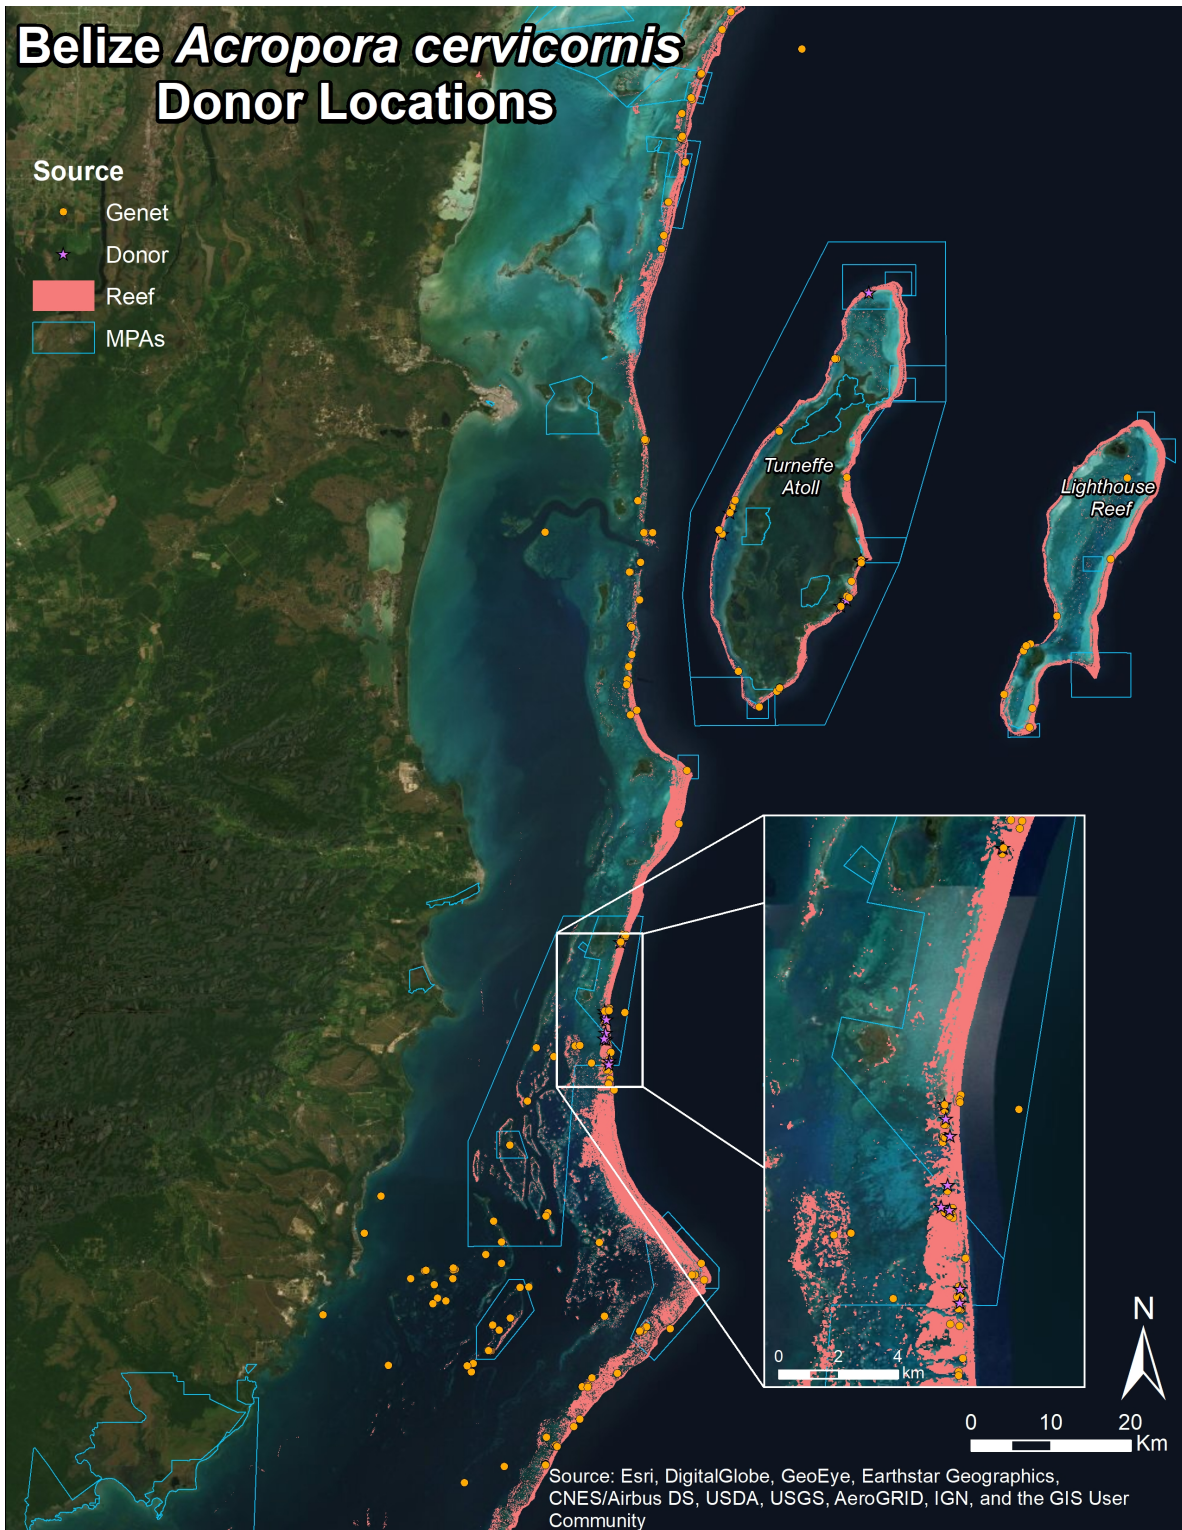 Belize Acropora cervicornis
Donor Locations
Source
Genet
Donor
Reef
MPAs
Turneffe
Atoll
Lighthouse
Reef
0 2 4
km
N
0 10 20
Km
Source: Esri, DigitalGlobe, GeoEye, Earthstar Geographics,
CNES/Airbus DS, USDA, USGS, AeroGRID, IGN, and the GIS User
Community